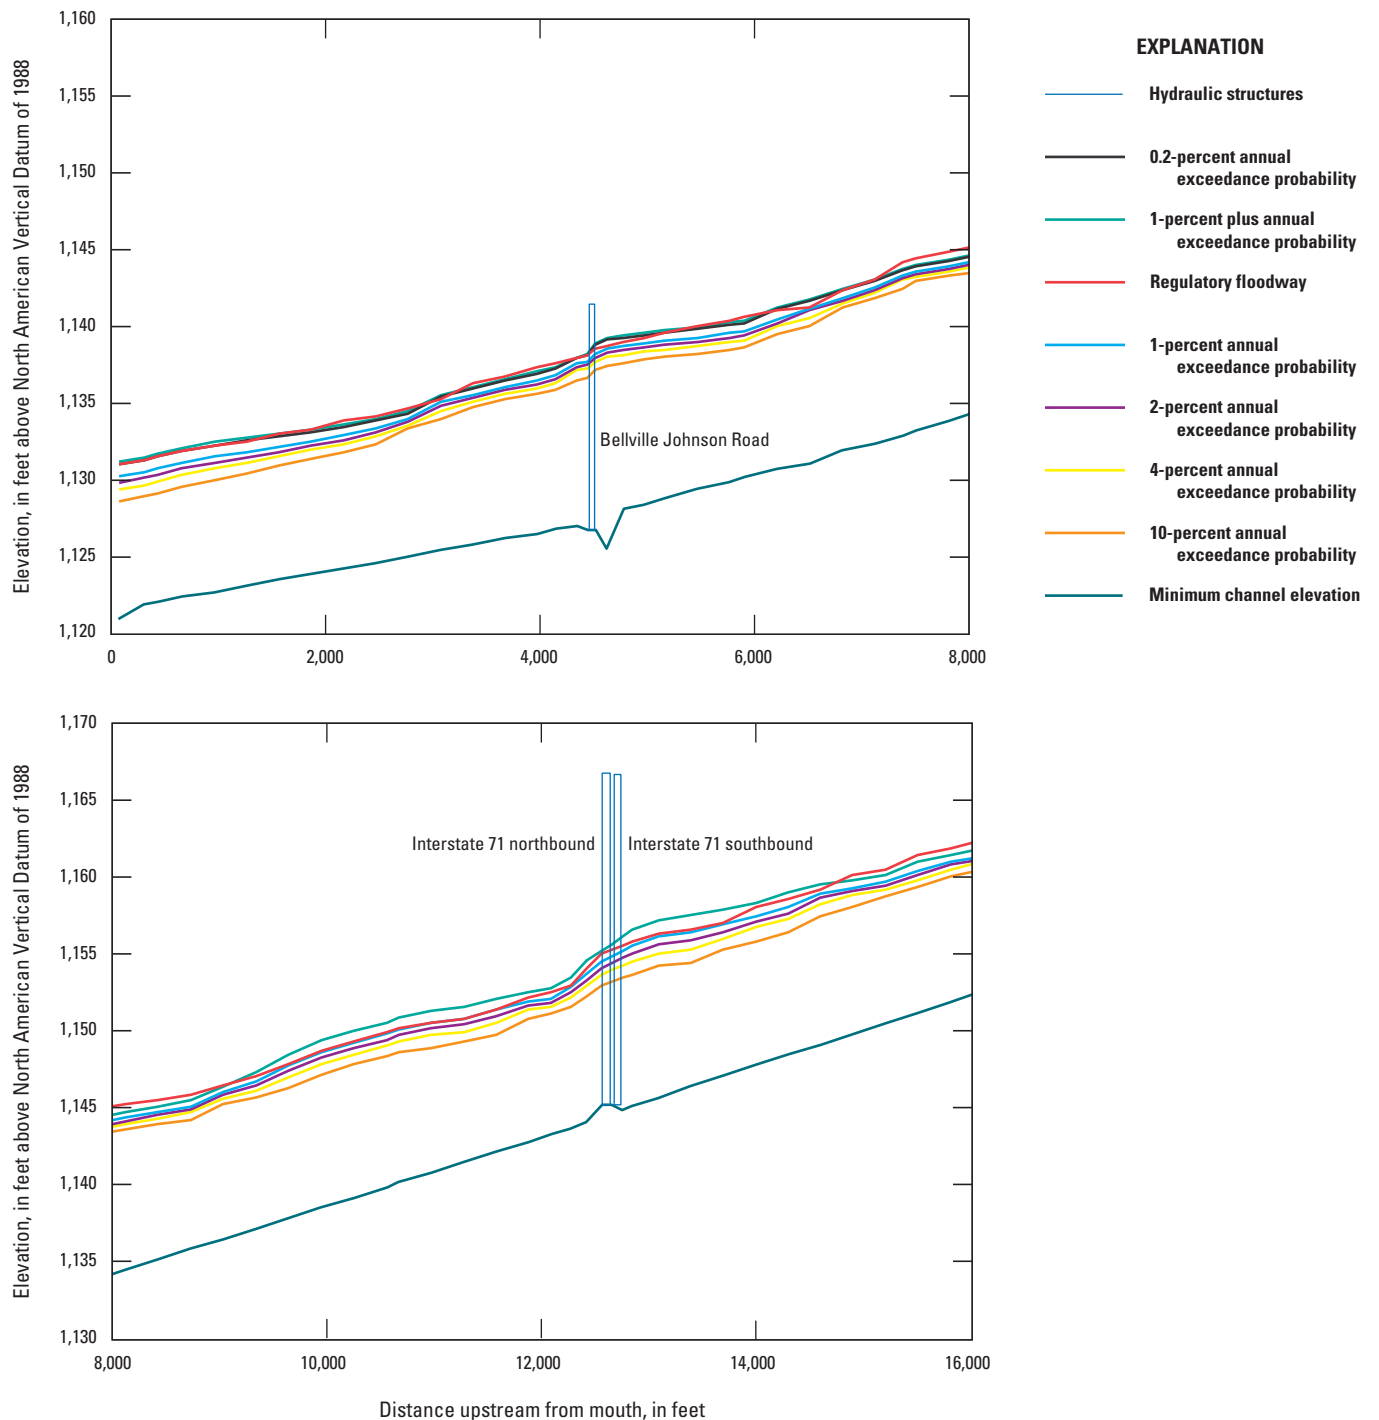 1,160
1,155
1,150
1,145
1,140
1,135
1,130
1,125
1,120
Elevation, in feet above North American Vertical Datum of 1988
Bellville Johnson Road
0
2,000
4,000
6,000
8,000
EXPLANATION
Hydraulic structures
0.2-percent annual
exceedance probability
1-percent plus annual
exceedance probability
Regulatory floodway
1-percent annual
exceedance probability
2-percent annual
exceedance probability
4-percent annual
exceedance probability
10-percent annual
exceedance probability
Minimum channel elevation
1,170
1,165
1,160
1,155
1,150
1,145
1,140
1,135
1,130
Elevation, in feet above North American Vertical Datum of 1988
Interstate 71 northbound
Interstate 71 southbound
8,000
10,000
12,000
14,000
16,000
Distance upstream from mouth, in feet